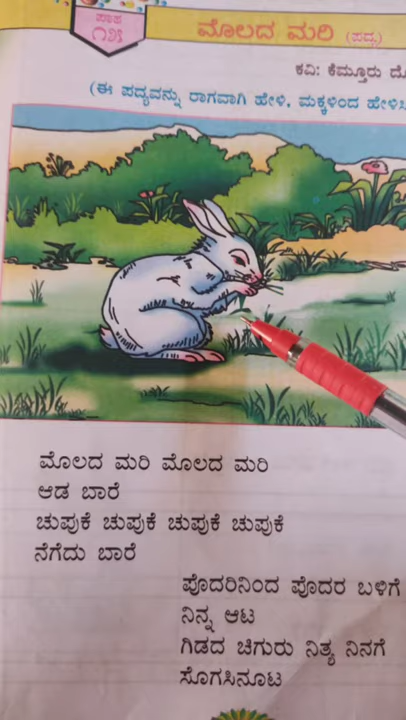 ಪಾಠ
೧೫
ಮೊಲದ ಮರಿ (ಪದ್ಯ)
ಕವಿ: ಕೆಮ್ತೂರು
(ಈ ಪದ್ಯವನ್ನು ರಾಗವಾಗಿ ಹೇಳಿ. ಮಕ್ಕಳಿಂದ
ಮೊಲದ ಮರಿ ಮೊಲದ ಮರಿ
ಆಡ ಬಾರೆ
ಚುಪುಕೆ ಚುಪುಕೆ ಚುಪುಕೆ ಚುಪುಕೆ
ನೆಗೆದು ಬಾರೆ
ಪೊದರಿನಿಂದ ಪೊದರ ಬಳಿಗೆ
ನಿನ್ನ ಆಟ
ಗಿಡದ ಚಿಗುರು ನಿತ್ಯ ನಿನಗೆ
ಸೊಗಸಿನೂಟ